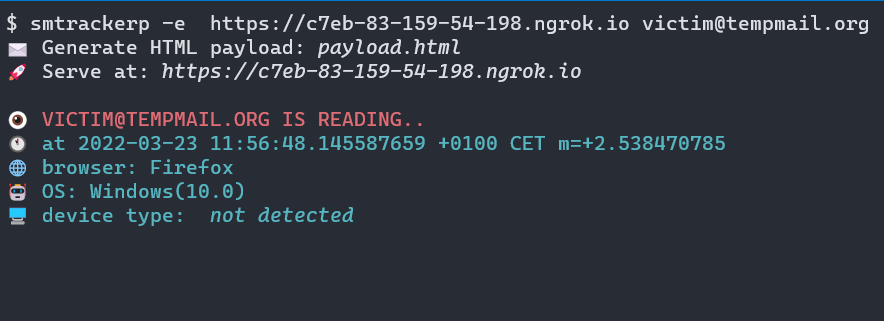 $ smtrackerp -e  https://c7eb-83-159-54-198.ngrok.io victim@tempmail.org
✉️ Generate HTML payload: payload.html
🚀 Serve at: https://c7eb-83-159-54-198.ngrok.io
👁️ VICTIM@TEMPMAIL.ORG IS READING..
🕚 at 2022-03-23 11:56:48.145587659 +0100 CET m=+2.538470785
🌐 browser: Firefox
🤖 OS: Windows(10.0)
💻 device type:  not detected